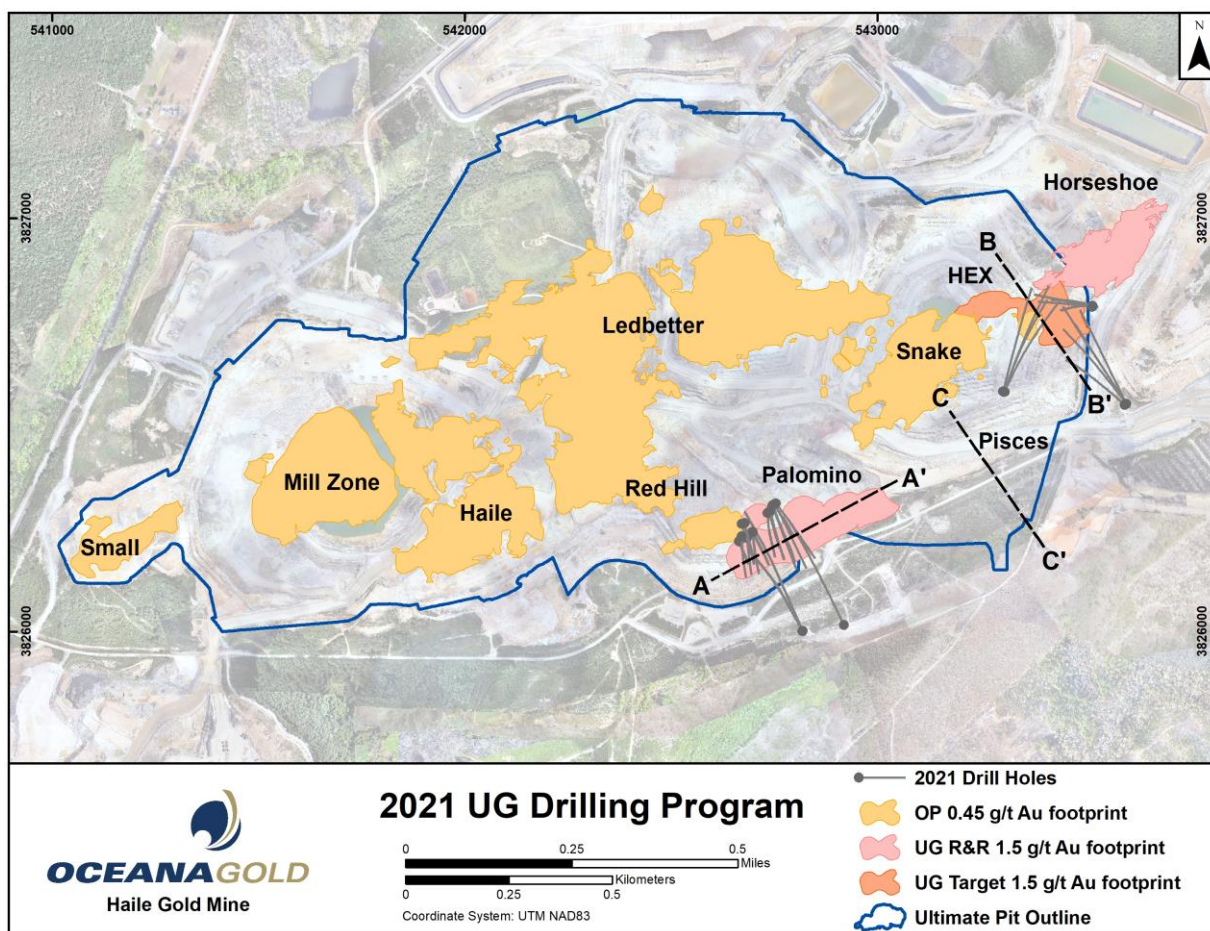 541000
542000
543000
N
3827000
3827000
Horseshoe
B
HEX
Ledbetter
Snake
B'
C
Pisces
Palomino
A'
Mill Zone
Red Hill
Haile
Small
C'
A
3826000
3826000
OCEANAGOLD
Haile Gold Mine
2021 UG Drilling Program
0 0.25 0.5
Miles
Kilometers
0 0.25 0.5
Coordinate System: UTM NAD83
2021 Drill Holes
OP 0.45 g/t Au footprint
UG R&R 1.5 g/t Au footprint
UG Target 1.5 g/t Au footprint
Ultimate Pit Outline